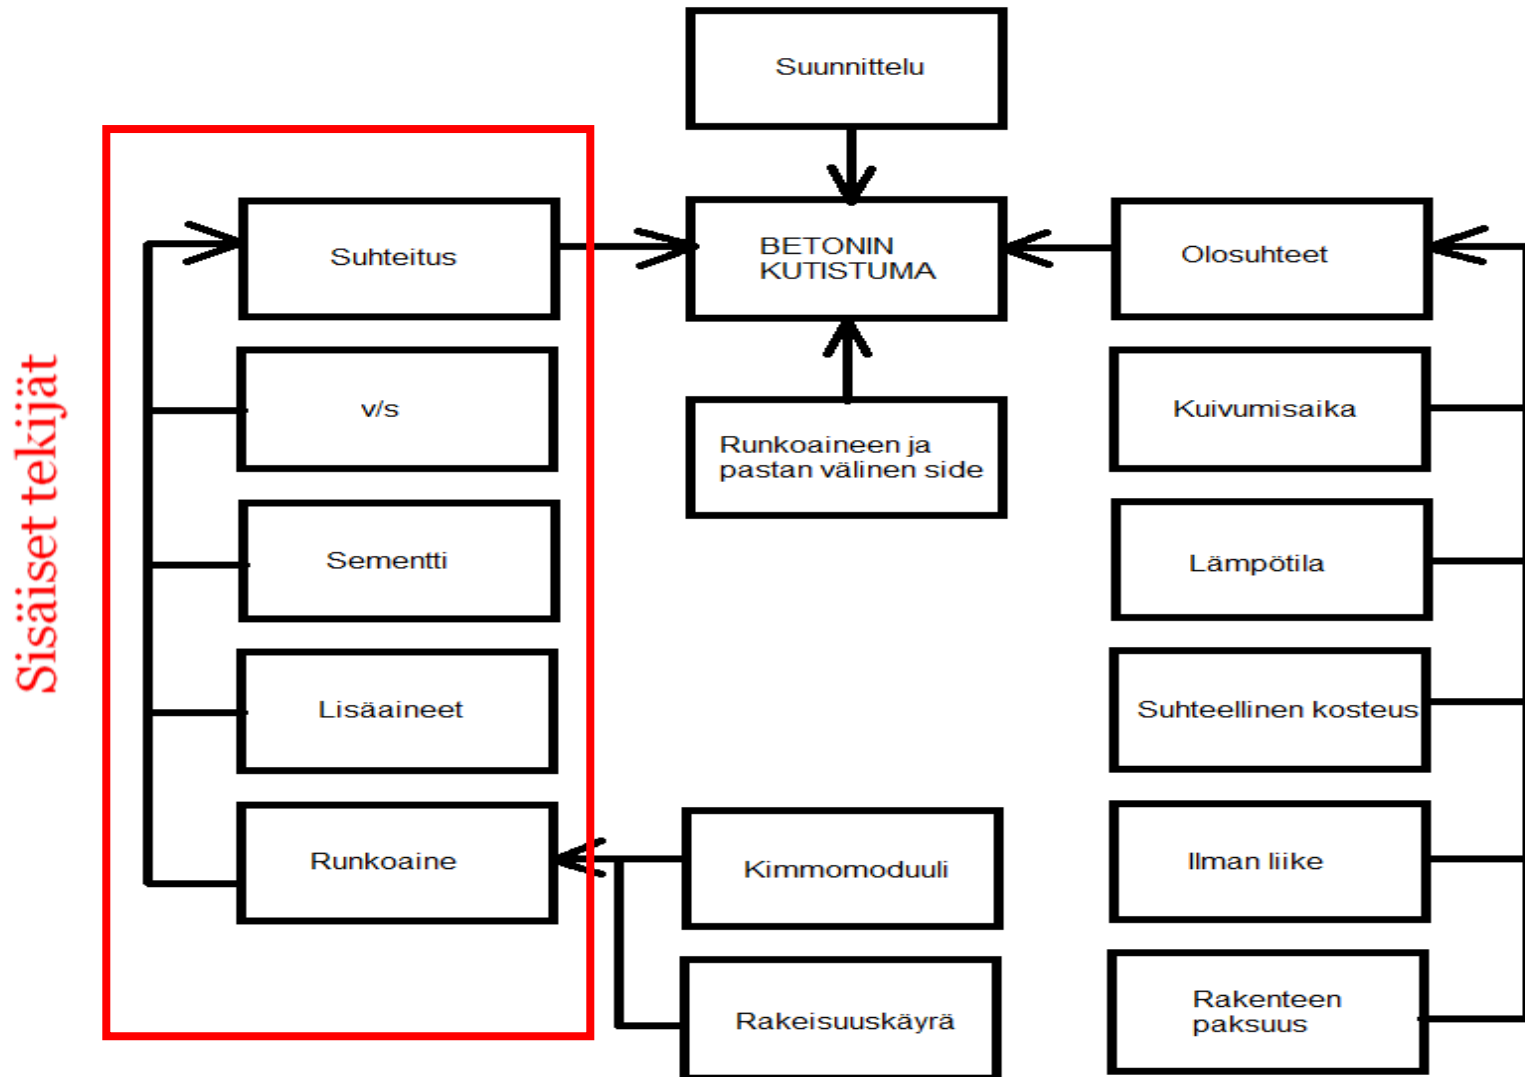 Suunnittelu
Sisäiset tekijät
Suhteitus
v/s
Sementti
Lisäaineet
Runkoaine
BETONIN
KUTISTUMA
Runkoaineen ja
pastan välinen side
Kimmomoduuli
Rakeisuuskäyrä
Olosuhteet
Kuivumisaika
Lämpötila
Suhteellinen kosteus
Ilman liike
Rakenteen
paksuus